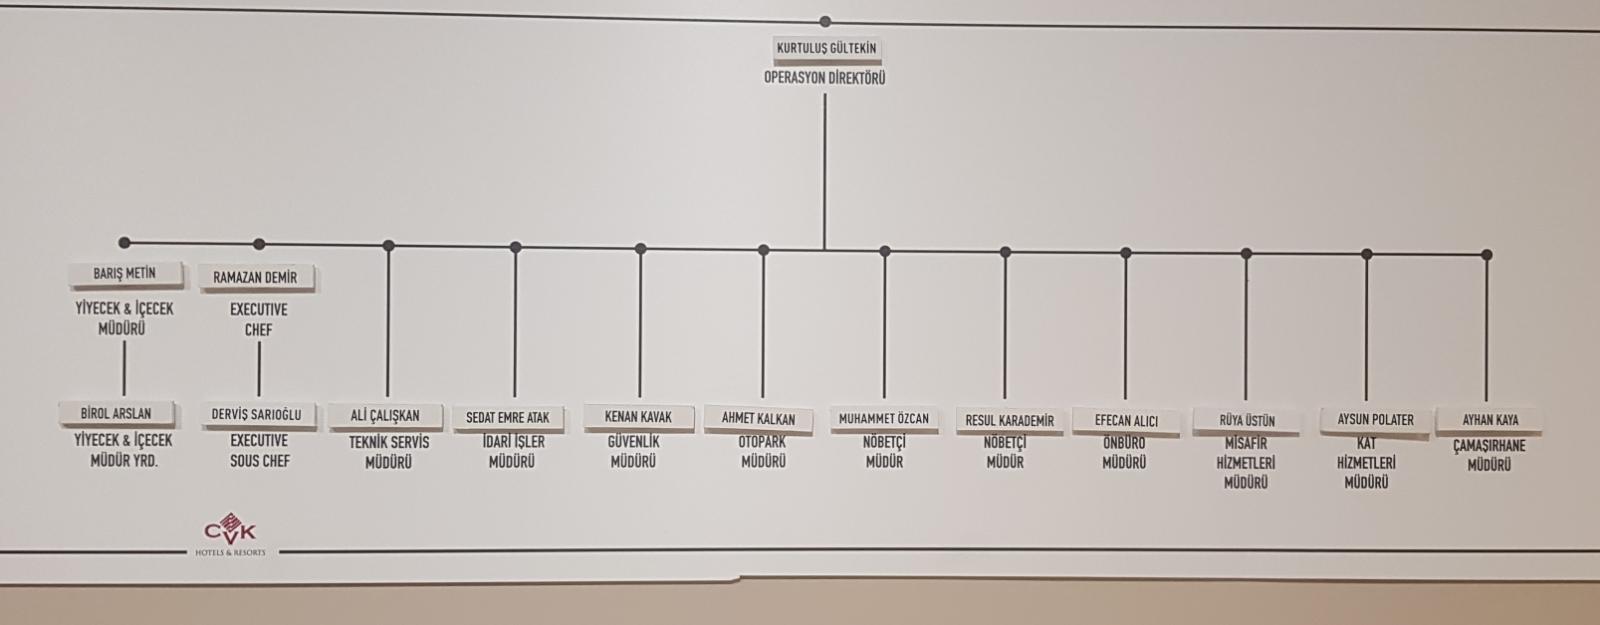 KURTULUŞ GÜLTEKİN
OPERASYON DİREKTÖRÜ
BARIŞ METİN
YİYECEK & İÇECEK
MÜDÜRÜ
RAMAZAN DEMİR
EXECUTIVE
CHEF
BİROL ARSLAN
YİYECEK & İÇECEK
MÜDÜR YRD.
DERVİŞ SARIOĞLU
EXECUTIVE
SOUS CHEF
ALİ ÇALIŞKAN
TEKNİK SERVİS
MÜDÜRÜ
SEDAT EMRE ATAK
İDARİ İŞLER
MÜDÜRÜ
KENAN KAVAK
GÜVENLİK
MÜDÜRÜ
AHMET KALKAN
OTOPARK
MÜDÜRÜ
MUHAMMET ÖZCAN
NÖBETÇİ
MÜDÜR
RESUL KARADEMİR
NÖBETÇİ
MÜDÜR
EFECAN ALICI
ÖNBÜRO
MÜDÜRÜ
RÜYA ÜSTÜN
MİSAFİR
HİZMETLERİ
MÜDÜRÜ
AYSUN POLATER
KAT
HİZMETLERİ
MÜDÜRÜ
AYHAN KAYA
ÇAMAŞIRHANE
MÜDÜRÜ
CVK
HOTELS & RESORTS